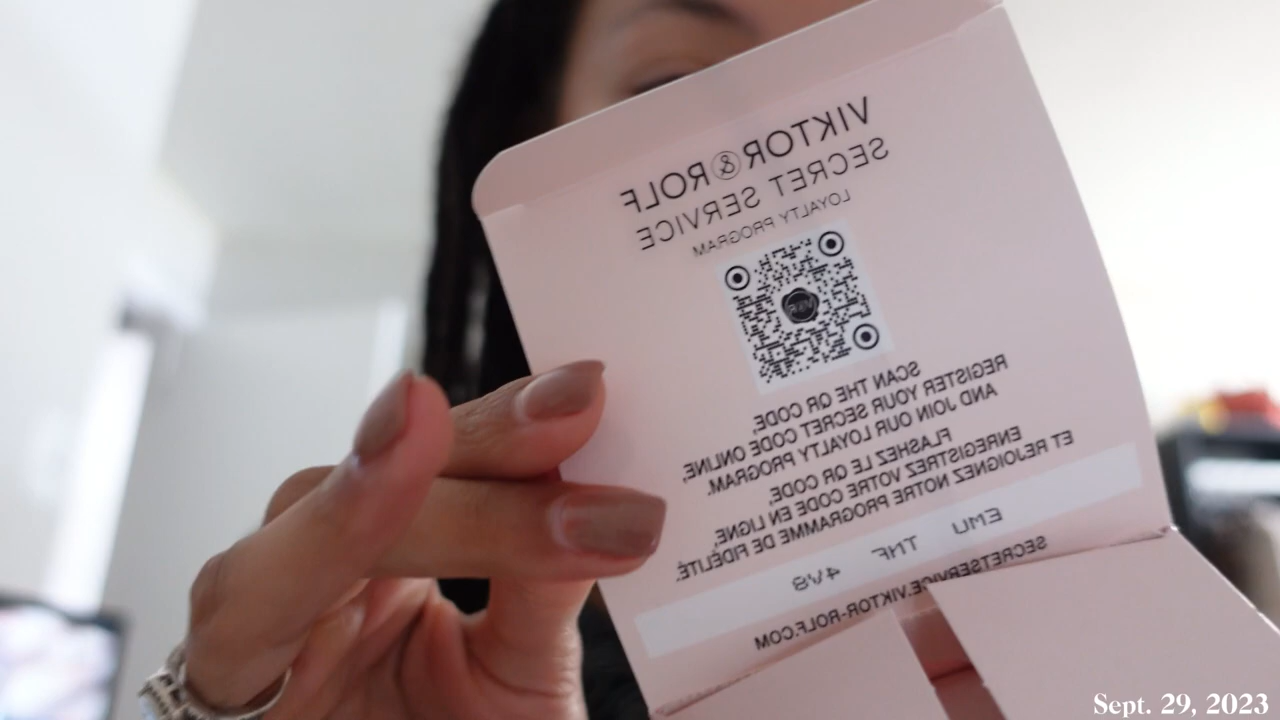 VIKTOR&ROLF
SECRET SERVICE
LOYALTY PROGRAM
V&R
SCAN THE QR CODE,
REGISTER YOUR SECRET CODE ONLINE,
AND JOIN OUR LOYALTY PROGRAM.
FLASHEZ LE QR CODE,
ENREGISTREZ VOTRE CODE EN LIGNE,
ET REJOIGNEZ NOTRE PROGRAMME DE FIDÉLITÉ.
EMU THF 4V8
SECRETSERVICE.VIKTOR-ROLF.COM
Sept. 29, 2023